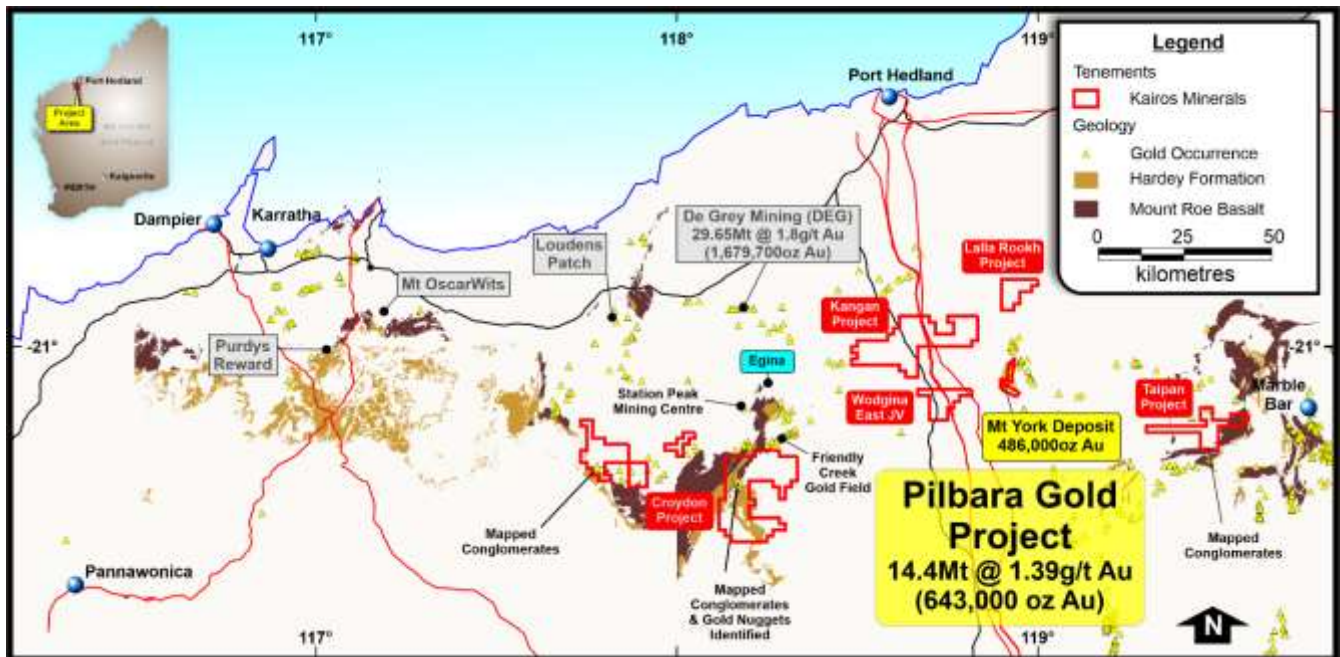 117°
118°
119°
Legend
Tenements
Kairos Minerals
Geology
Gold Occurrence
Hardey Formation
Mount Roe Basalt
0 25 50
kilometres
Port Hedland
Project
Area
PERTH
Kalgoorlie
Port Hedland
Dampier
Karratha
Mt OscarWits
Purdys
Reward
Loudens
Patch
De Grey Mining (DEG)
29.65Mt @ 1.8g/t Au
(1,679,700oz Au)
Lalla Rookh
Project
Kangan
Project
-21°
-21°
Egina
Station Peak
Mining Centre
Wodgina
East JV
Mt York Deposit
486,000oz Au
Taipan
Project
Marble
Bar
Friendly
Creek
Gold Field
Croydon
Project
Mapped
Conglomerates
Pilbara Gold
Project
14.4Mt @ 1.39g/t Au
(643,000 oz Au)
Mapped
Conglomerates
Pannawonica
Mapped
Conglomerates
& Gold Nuggets
Identified
N
117°
119°